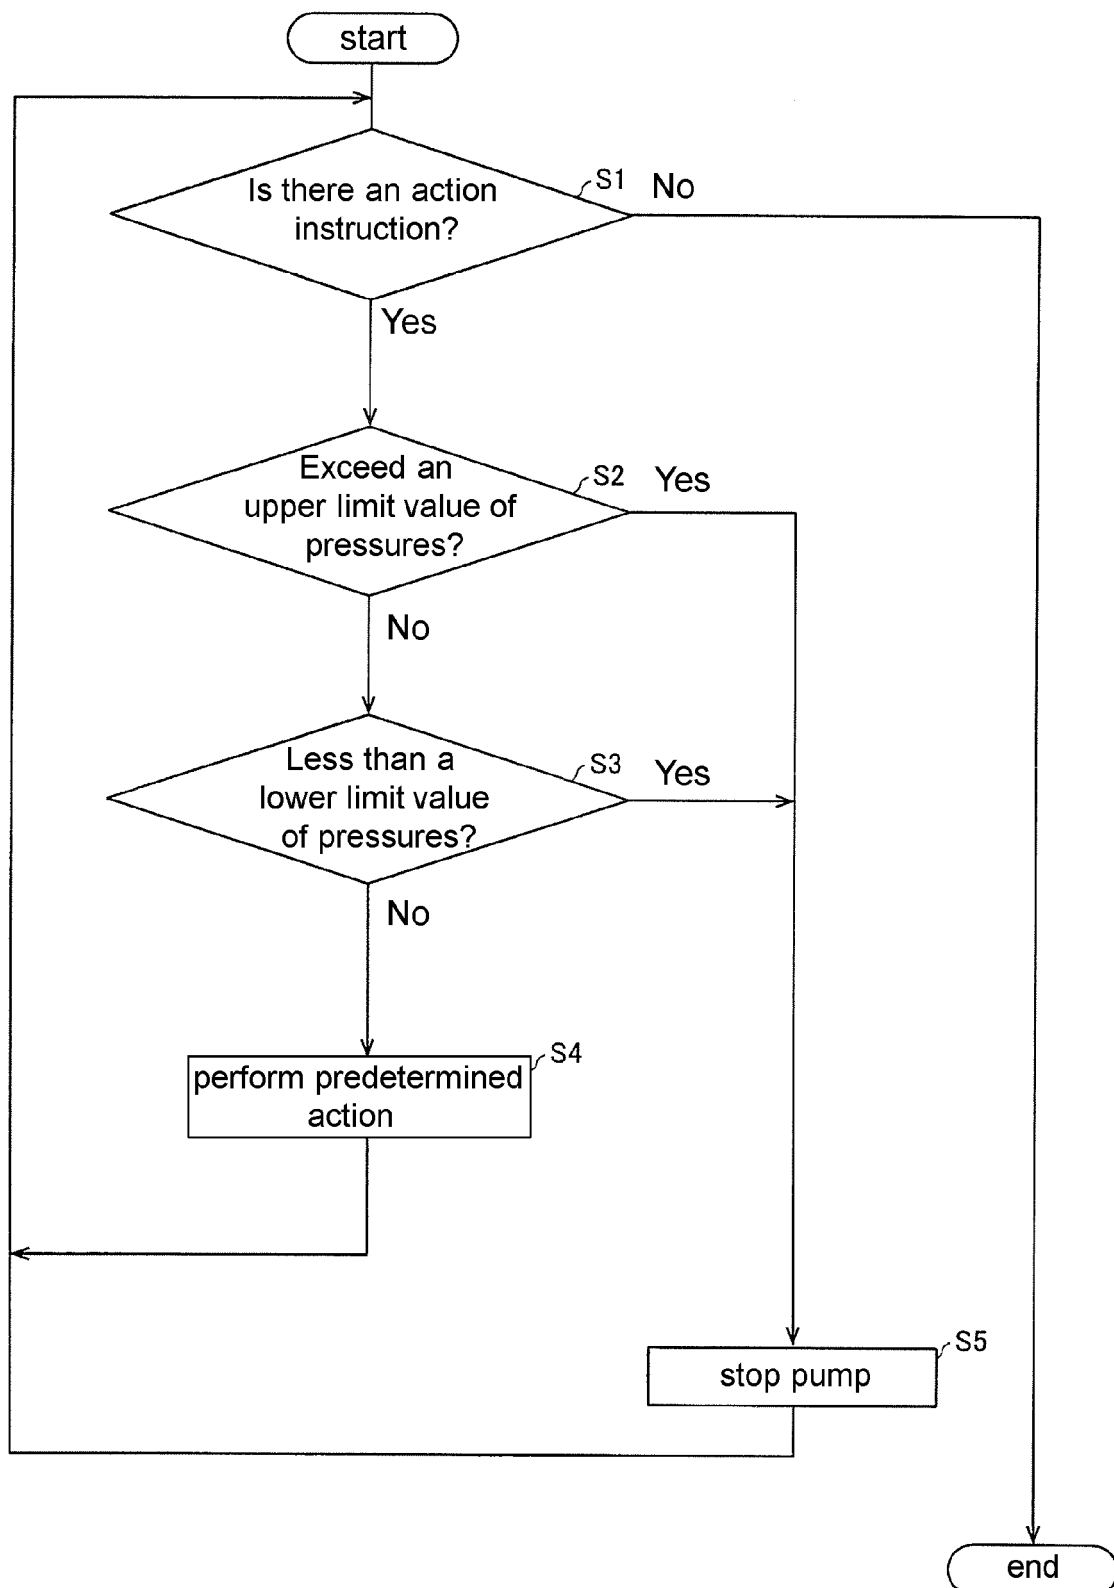 start
Is there an action
instruction?
S1
No
Yes
Exceed an
upper limit value of
pressures?
S2
Yes
No
Less than a
lower limit value
of pressures?
S3
Yes
No
perform predetermined
action
S4
stop pump
S5
end